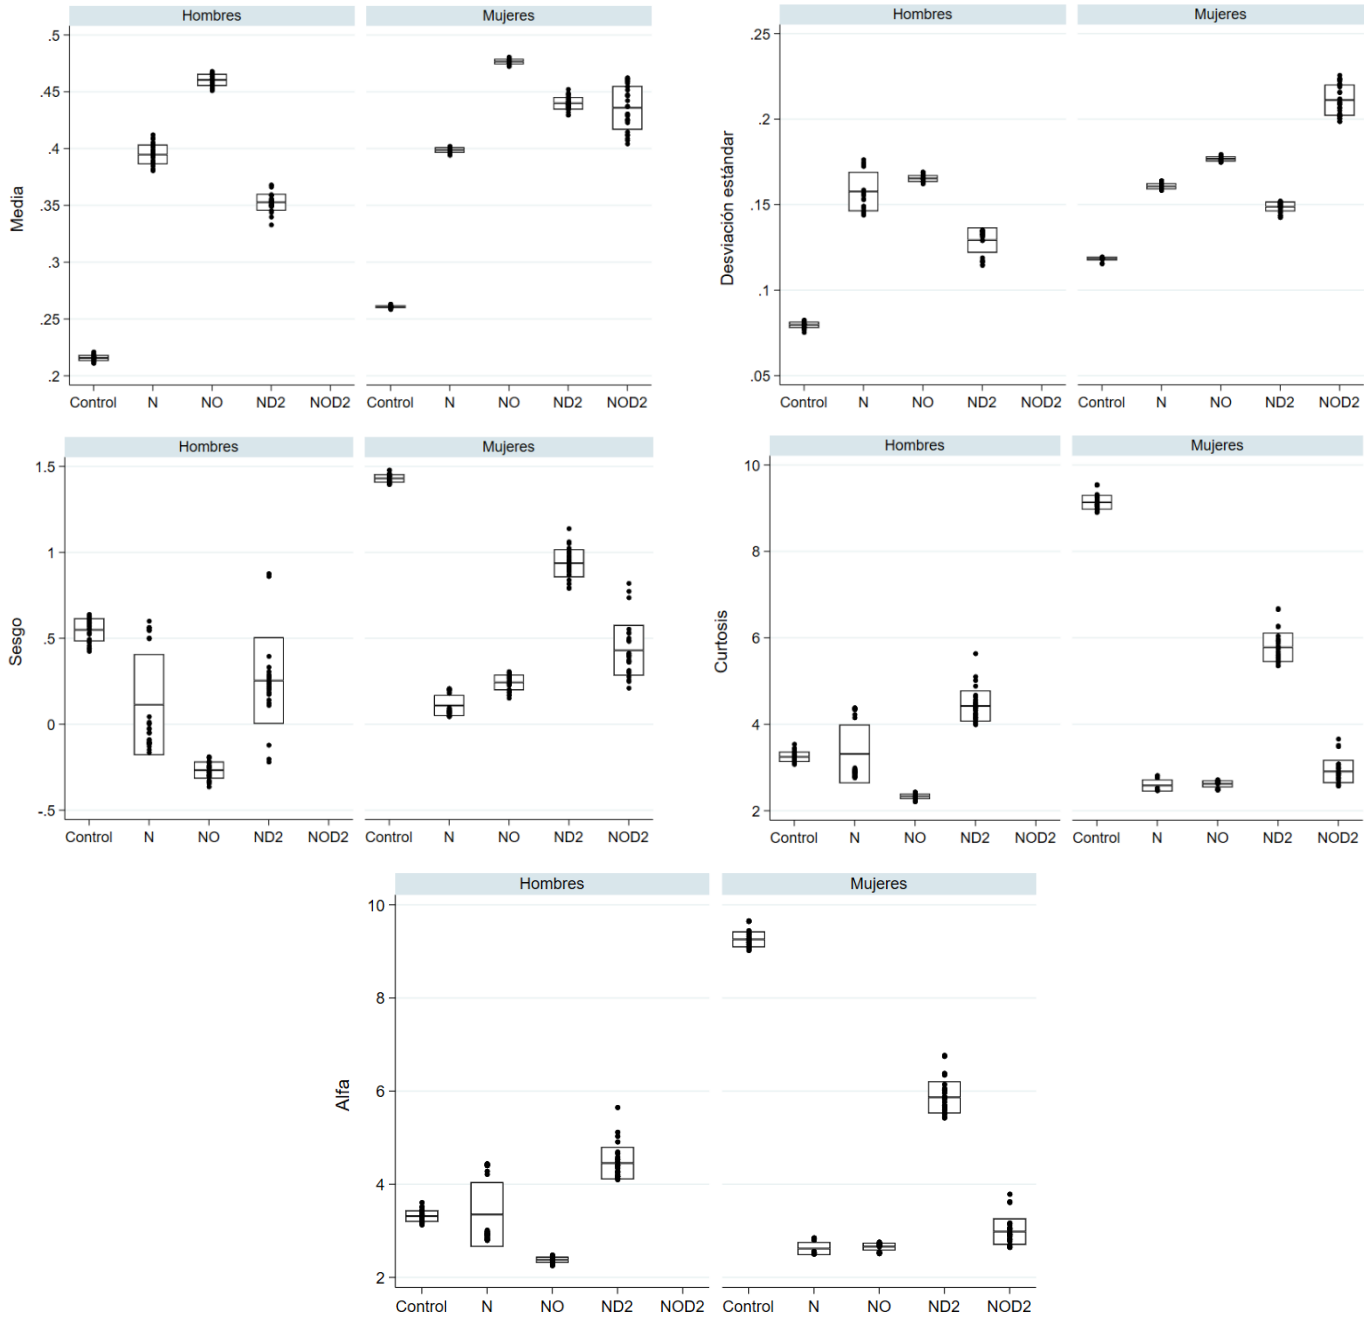 Hombres Mujeres
Media
.5
.45
.4
.35
.3
.25
.2
Control N NO ND2 NOD2 Control N NO ND2 NOD2
Hombres Mujeres
Desviación estándar
.25
.2
.15
.1
.05
Control N NO ND2 NOD2 Control N NO ND2 NOD2
Hombres Mujeres
Sesgo
1.5
1
.5
0
-.5
Control N NO ND2 NOD2 Control N NO ND2 NOD2
Hombres Mujeres
Curtosis
10
8
6
4
2
Control N NO ND2 NOD2 Control N NO ND2 NOD2
Hombres Mujeres
Alfa
10
8
6
4
2
Control N NO ND2 NOD2 Control N NO ND2 NOD2